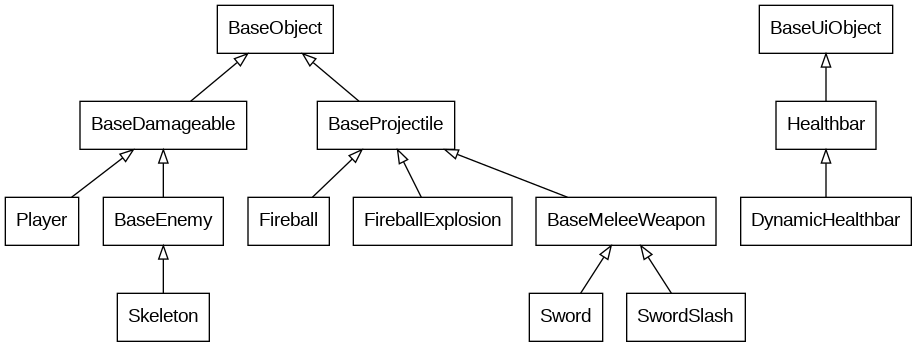 BaseObject
BaseUiObject
BaseDamageable
BaseProjectile
Healthbar
Player
BaseEnemy
Fireball
FireballExplosion
BaseMeleeWeapon
DynamicHealthbar
Skeleton
Sword
SwordSlash